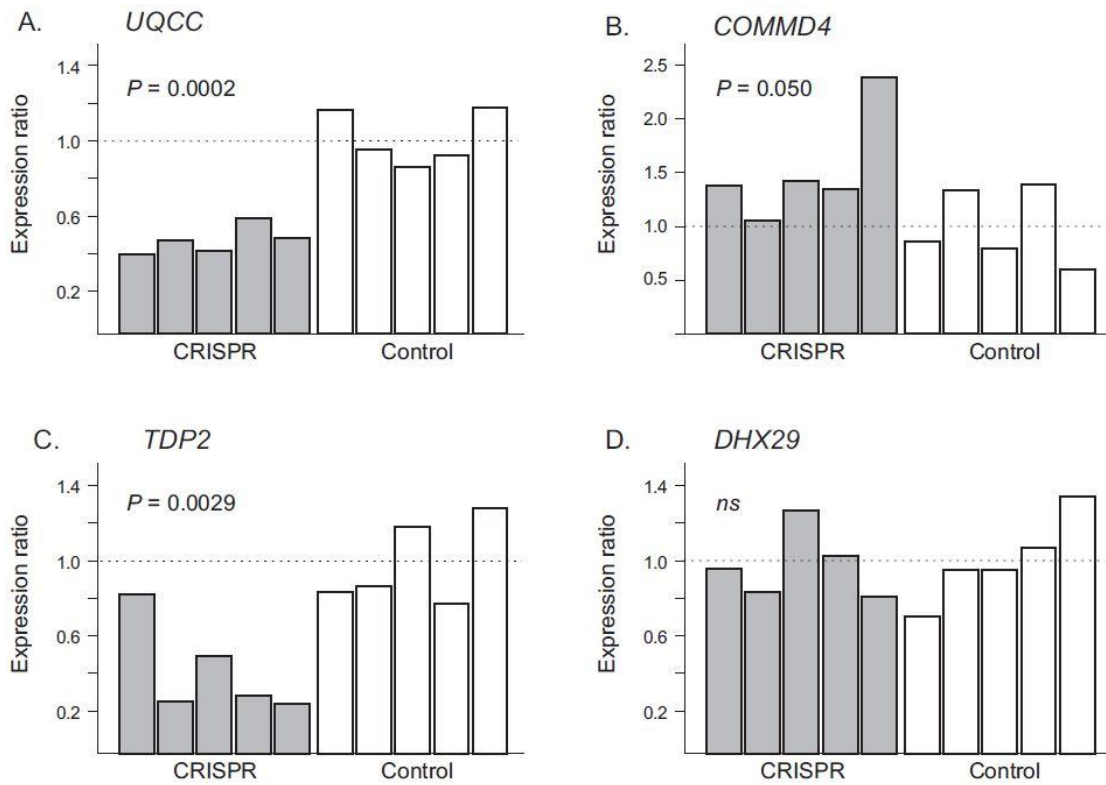 A. UQCC
P = 0.0002
Expression ratio
1.4
1.0
0.6
0.2
CRISPR Control
B. COMMD4
P = 0.050
Expression ratio
2.5
2.0
1.5
1.0
0.5
CRISPR Control
C. TDP2
P = 0.0029
Expression ratio
1.4
1.0
0.6
0.2
CRISPR Control
D. DHX29
ns
Expression ratio
1.4
1.0
0.6
0.2
CRISPR Control